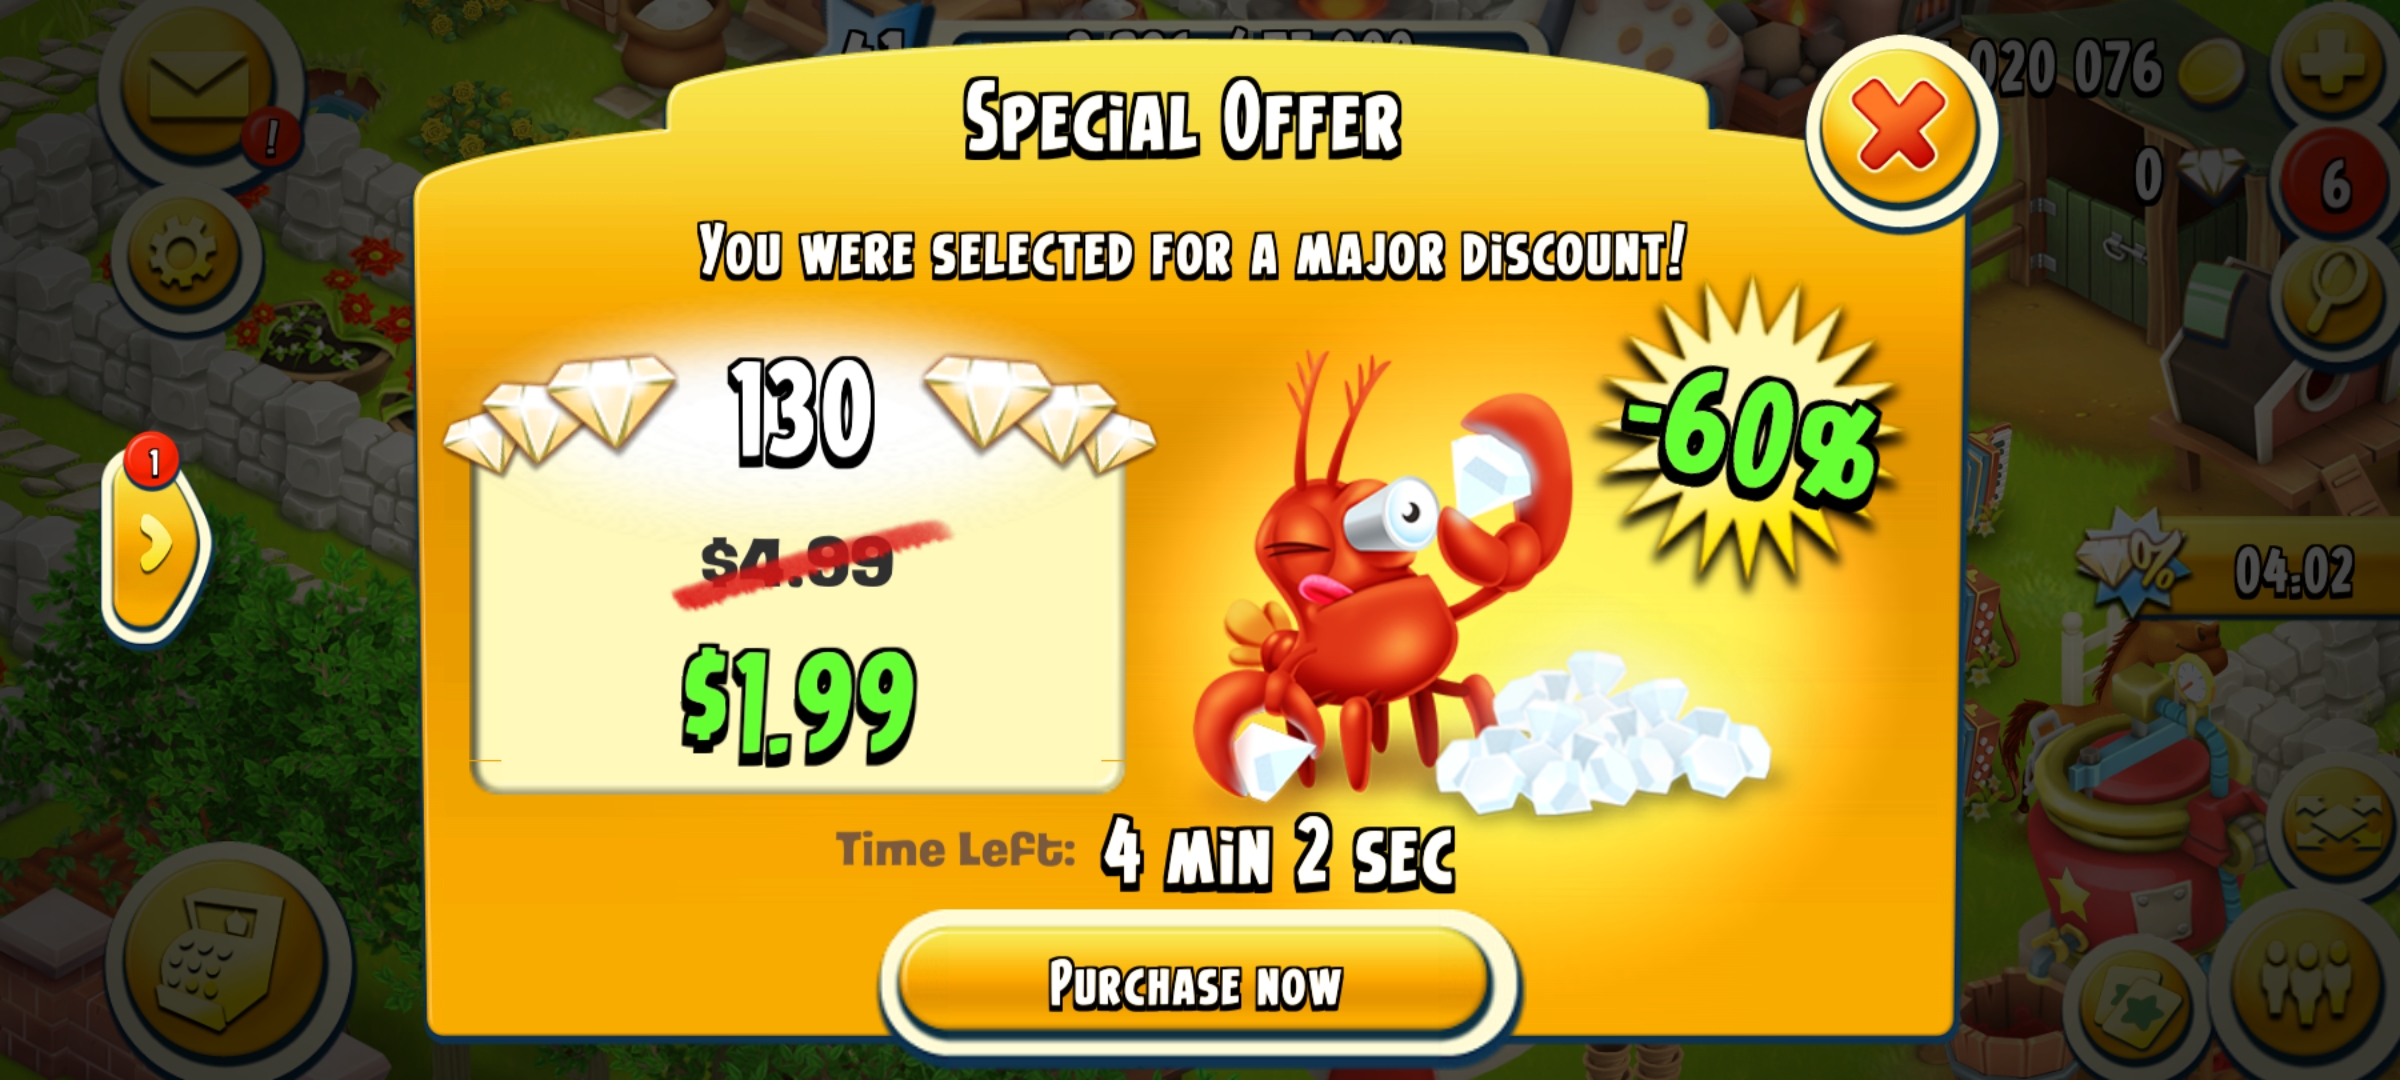 Special Offer
You were selected for a major discount!
130
-60%
$4.99
$1.99
Time Left: 4 min 2 sec
Purchase now
020 076
0
6
!
1
%
04:02